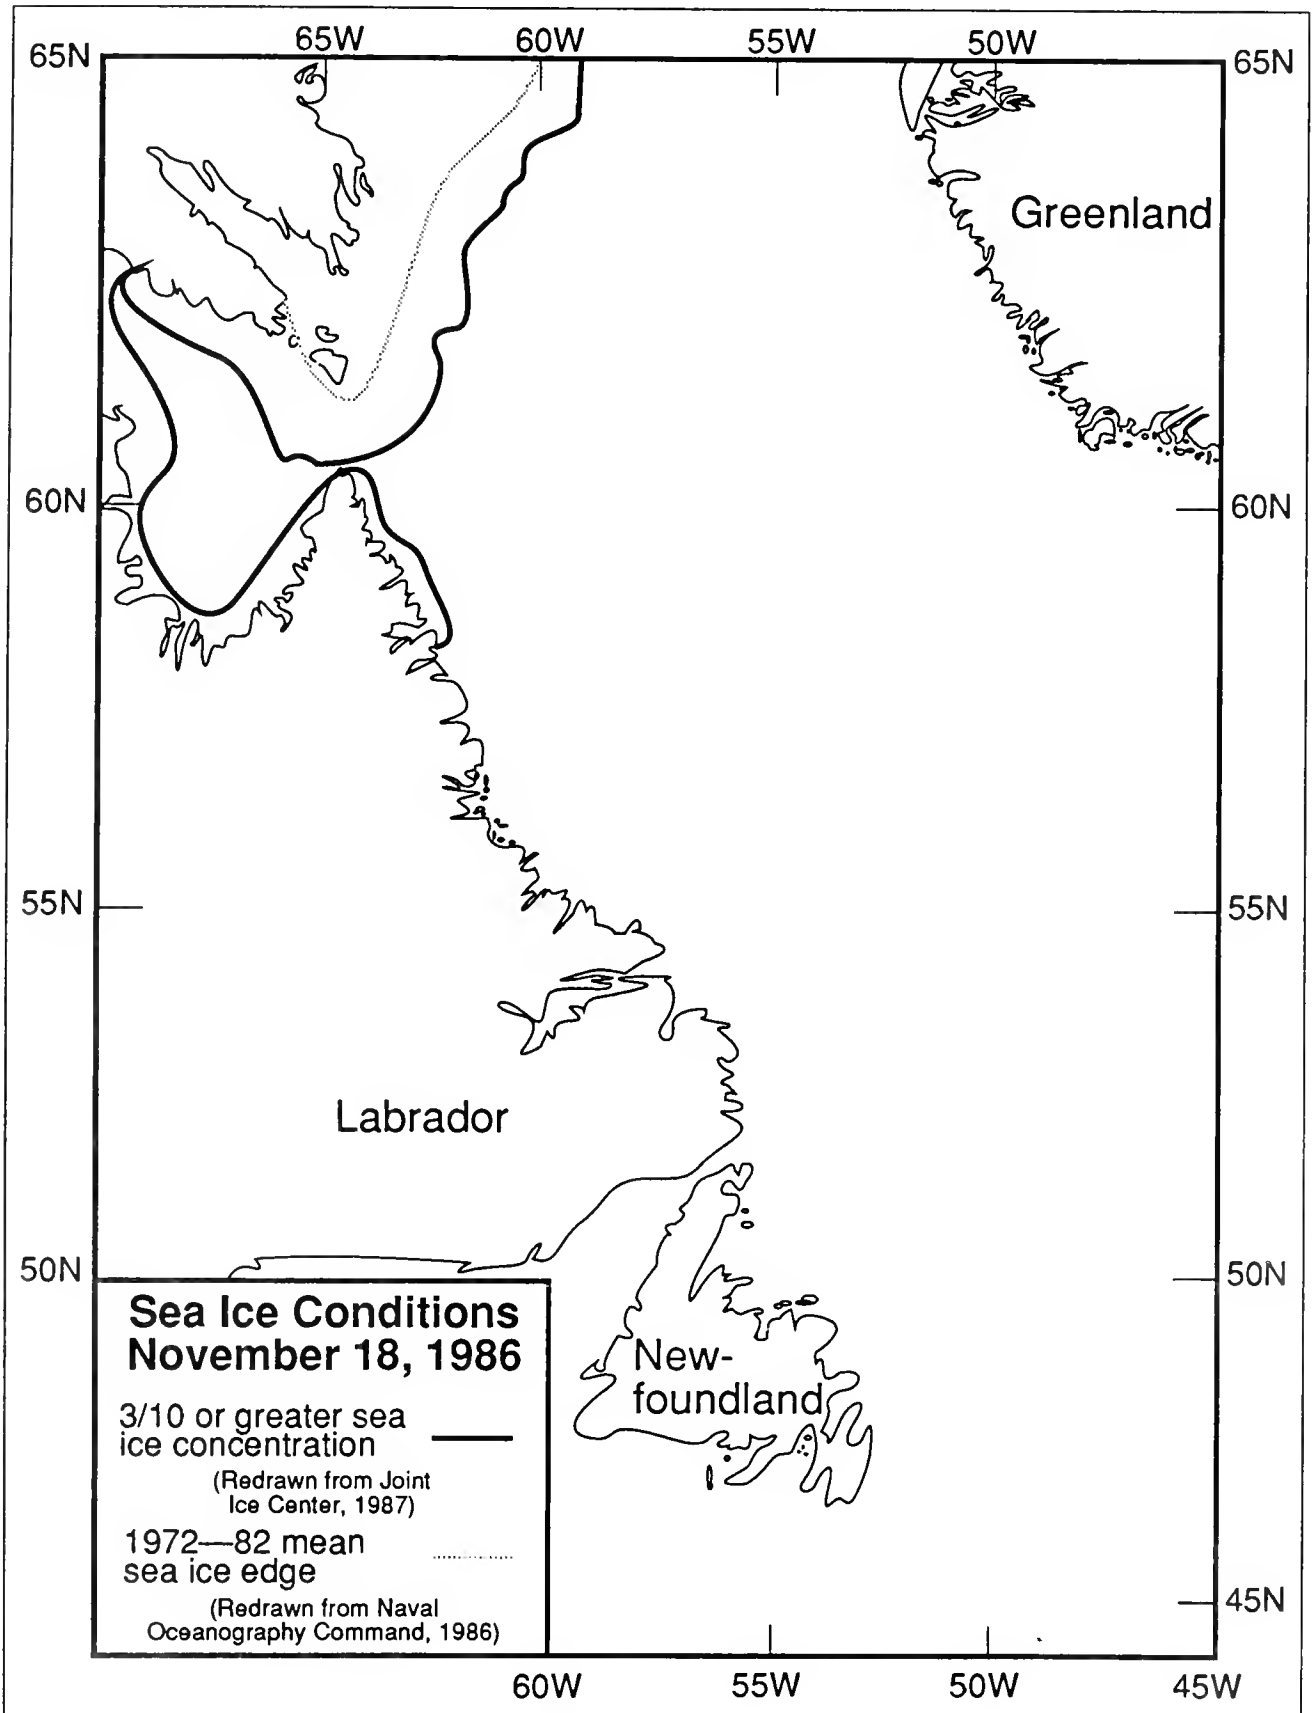 65W 60W 55W 50W
65N 65N
Greenland
60N 60N
55N 55N
Labrador
50N 50N
Sea Ice Conditions
November 18, 1986
New-
foundland
3/10 or greater sea
ice concentration
(Redrawn from Joint
Ice Center, 1987)
1972—82 mean
sea ice edge
(Redrawn from Naval
Oceanography Command, 1986)
45N
60W 55W 50W 45W